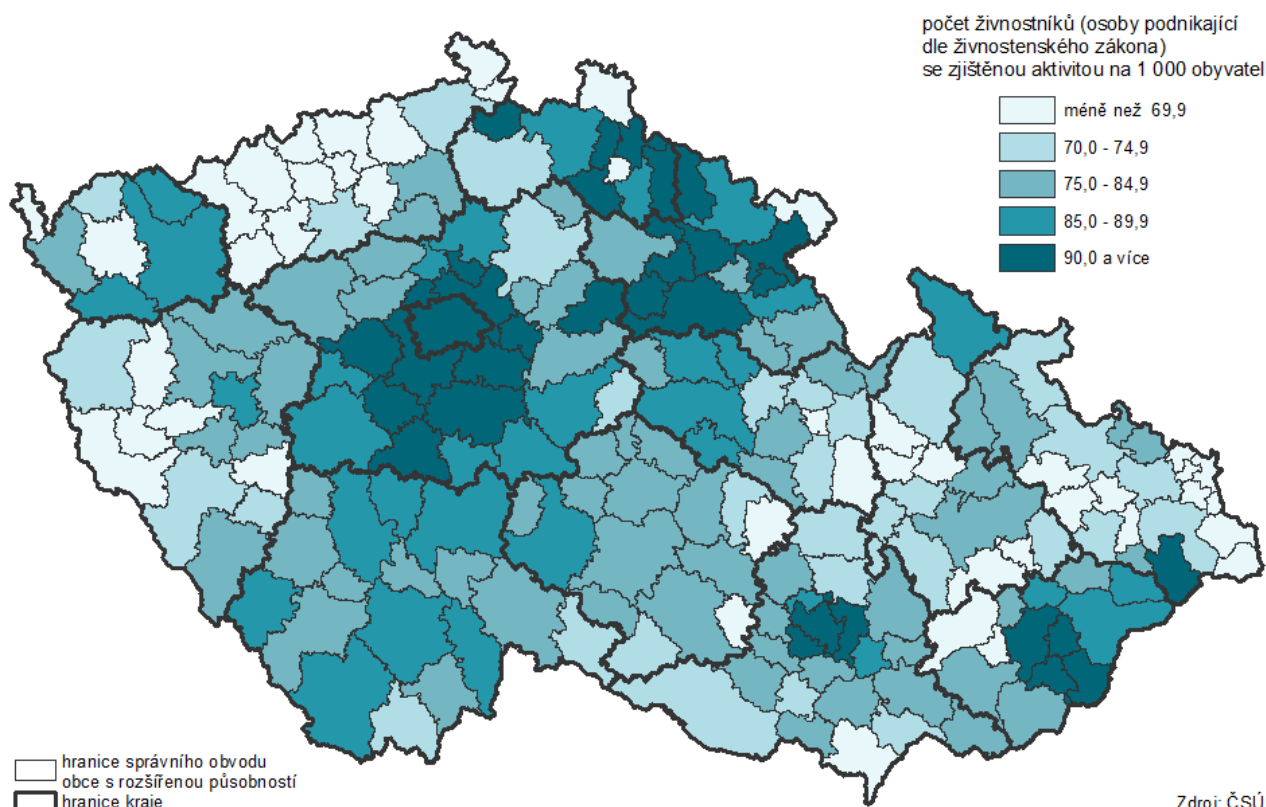 počet živnostníků (osoby podnikající
dle živnostenského zákona)
se zjištěnou aktivitou na 1 000 obyvatel
méně než 69,9
70,0 - 74,9
75,0 - 84,9
85,0 - 89,9
90,0 a více
hranice správního obvodu
obce s rozšířenou působností
hranice kraje
Zdroj: ČSÚ